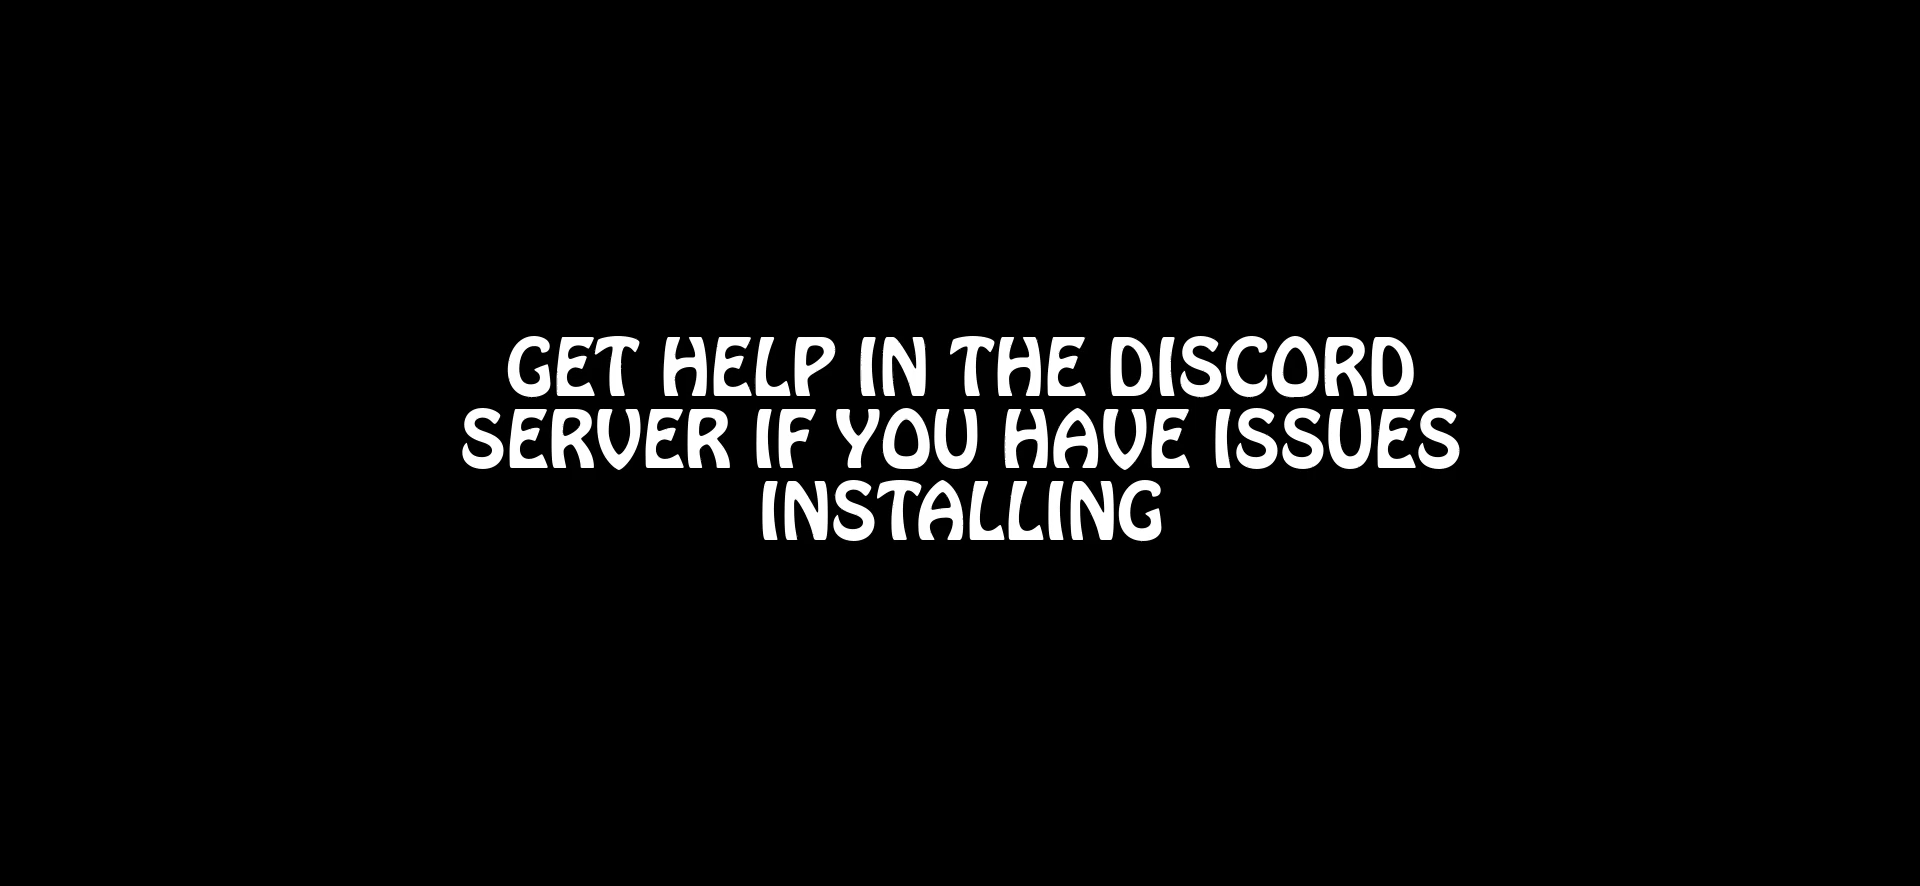 GET HELP IN THE DISCORD
SERVER IF YOU HAVE ISSUES
INSTALLING